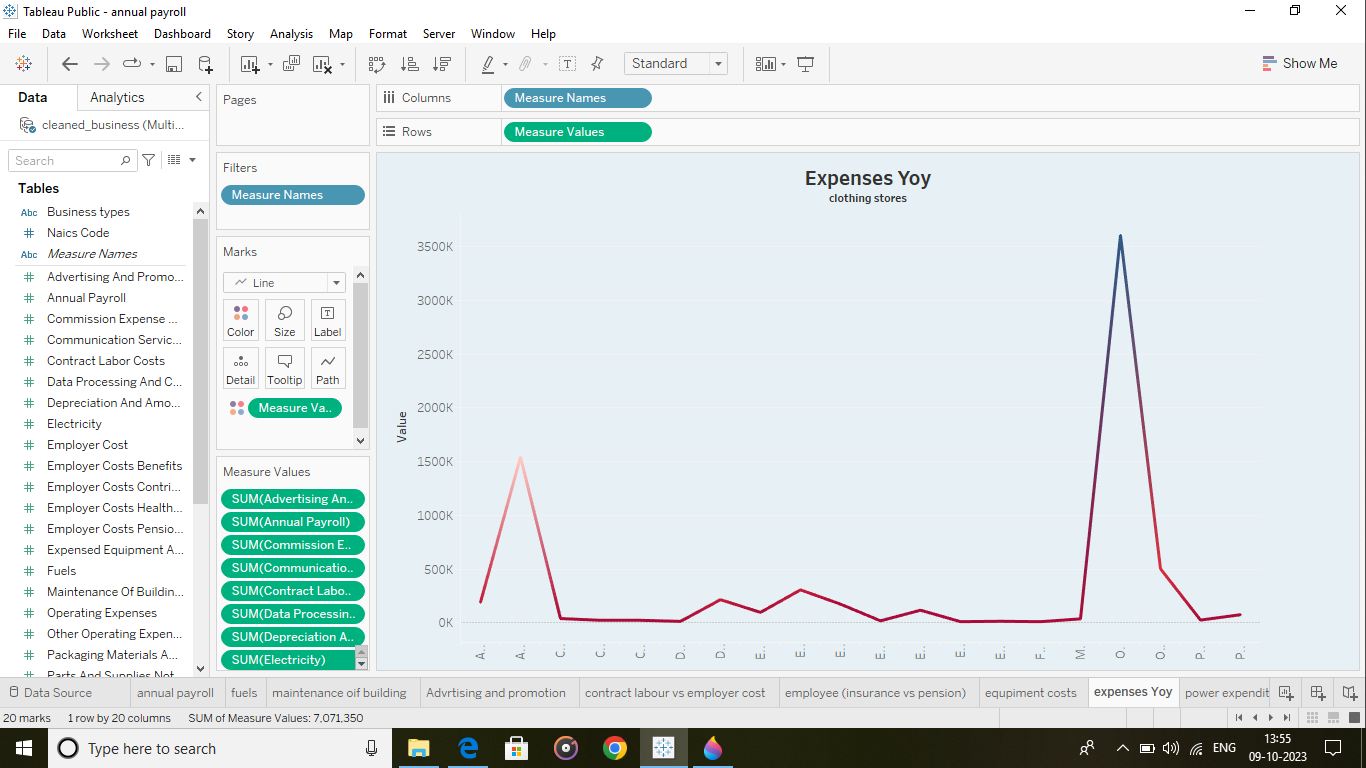 Tableau Public - annual payroll
File Data Worksheet Dashboard Story Analysis Map Format Server Window Help
Standard
Show Me
Data Analytics
cleaned_business (Multi...
Search
Tables
Abc Business types
# Naics Code
Abc Measure Names
# Advertising And Promo...
# Annual Payroll
# Commission Expense ...
# Communication Servic...
# Contract Labor Costs
# Data Processing And C...
# Depreciation And Amo...
# Electricity
# Employer Cost
# Employer Costs Benefits
# Employer Costs Contri...
# Employer Costs Health...
# Employer Costs Pensio...
# Expensed Equipment A...
# Fuels
# Maintenance Of Buildin...
# Operating Expenses
# Other Operating Expen...
# Packaging Materials A...
Parts And Supplies Not
Pages
Filters
Measure Names
Marks
Line
Color Size Label
Detail Tooltip Path
Measure Va..
Measure Values
SUM(Advertising An..
SUM(Annual Payroll)
SUM(Commission E..
SUM(Communicatio..
SUM(Contract Labo..
SUM(Data Processin..
SUM(Depreciation A..
SUM(Electricity)
Columns Measure Names
Rows Measure Values
Expenses Yoy
clothing stores
Value
3500K
3000K
2500K
2000K
1500K
1000K
500K
0K
A.. A.. C.. C.. C.. D.. D.. E.. E.. E.. E.. E.. E.. E.. F.. M.. O.. O.. P.. P..
Data Source annual payroll fuels maintenance oif building Advrtising and promotion contract labour vs employer cost employee (insurance vs pension) equpiment costs expenses Yoy power expendit
20 marks 1 row by 20 columns SUM of Measure Values: 7,071,350
Type here to search
ENG
13:55
09-10-2023